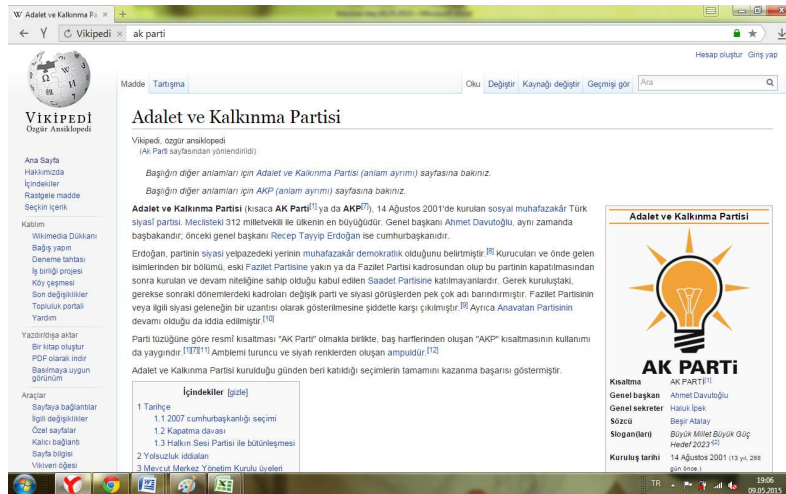 W Adalet ve Kalkınma Pa ×
Y Vikipedi × ak parti
Hesap oluştur Giriş yap
Madde Tartışma Oku Değiştir Kaynağı değiştir Geçmişi gör Ara
VİKİPEDİ
Özgür Ansiklopedi
Ana Sayfa
Hakkımızda
İçindekiler
Rastgele madde
Seçkin içerik
Katılım
Wikimedia Dükkânı
Bağış yapın
Deneme tahtası
İş birliği projesi
Köy çeşmesi
Son değişiklikler
Topluluk portali
Yardım
Yazdır/dışa aktar
Bir kitap oluştur
PDF olarak indir
Basılmaya uygun
görünüm
Araçlar
Sayfaya bağlantılar
İlgili değişiklikler
Özel sayfalar
Kalıcı bağlantı
Sayfa bilgisi
Vikiveri öğesi
Adalet ve Kalkınma Partisi
Vikipedi, özgür ansiklopedi
(Ak Parti sayfasından yönlendirildi)
Başlığın diğer anlamları için Adalet ve Kalkınma Partisi (anlam ayrımı) sayfasına bakınız.
Başlığın diğer anlamları için AKP (anlam ayrımı) sayfasına bakınız.
Adalet ve Kalkınma Partisi (kısaca AK Parti[1] ya da AKP[7]), 14 Ağustos 2001'de kurulan sosyal muhafazakâr Türk
siyasî partisi. Meclisteki 312 milletvekili ile ülkenin en büyüğüdür. Genel başkanı Ahmet Davutoğlu, aynı zamanda
başbakandır; önceki genel başkanı Recep Tayyip Erdoğan ise cumhurbaşkanıdır.
Erdoğan, partinin siyasi yelpazedeki yerinin muhafazakâr demokratlık olduğunu belirtmiştir.[8] Kurucuları ve önde gelen
isimlerinden bir bölümü, eski Fazilet Partisine yakın ya da Fazilet Partisi kadrosundan olup bu partinin kapatılmasından
sonra kurulan ve devam niteliğine sahip olduğu kabul edilen Saadet Partisine katılmayanlardır. Gerek kuruluştaki,
gerekse sonraki dönemlerdeki kadroları değişik parti ve siyasi görüşlerden pek çok adı barındırmıştır. Fazilet Partisinin
veya ilgili siyasi geleneğin bir uzantısı olarak gösterilmesine şiddetle karşı çıkılmıştır.[9] Ayrıca Anavatan Partisinin
devamı olduğu da iddia edilmiştir.[10]
Parti tüzüğüne göre resmî kısaltması "AK Parti" olmakla birlikte, baş harflerinden oluşan "AKP" kısaltmasının kullanımı
da yaygındır.[1][7][11] Amblemi turuncu ve siyah renklerden oluşan ampuldür.[12]
Adalet ve Kalkınma Partisi kurulduğu günden beri katıldığı seçimlerin tamamını kazanma başarısı göstermiştir.
İçindekiler [gizle]
1 Tarihçe
1.1 2007 cumhurbaşkanlığı seçimi
1.2 Kapatma davası
1.3 Halkın Sesi Partisi ile bütünleşmesi
2 Yolsuzluk iddiaları
3 Mevcut Merkez Yönetim Kurulu üyeleri
Adalet ve Kalkınma Partisi
AK PARTİ
Kısaltma AK PARTİ[1]
Genel başkan Ahmet Davutoğlu
Genel sekreter Haluk İpek
Sözcü Beşir Atalay
Slogan(ları) Büyük Millet Büyük Güç
Hedef 2023[2]
Kuruluş tarihi 14 Ağustos 2001 (13 yıl, 268
gün önce.)
TR 19:06
09.05.2015